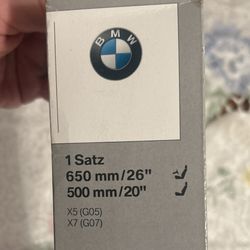 BMW
1 Satz
650 mm/26"
500 mm/20"
X5 (G05)
X7 (G07)